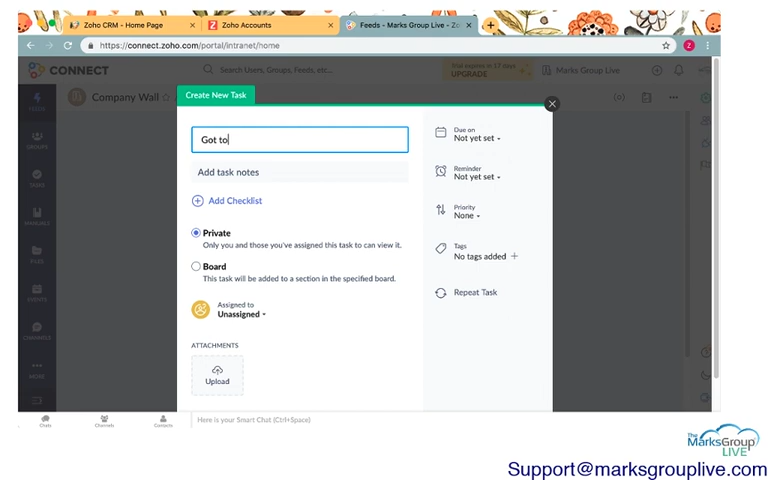 Zoho CRM - Home Page
Zoho Accounts
Feeds - Marks Group Live - Zo
https://connect.zoho.com/portal/intranet/home
CONNECT
Search Users, Groups, Feeds, etc...
Trial expires in 17 days
UPGRADE
Marks Group Live
Company Wall
Create New Task
Got to
Add task notes
Add Checklist
Private
Only you and those you've assigned this task to can view it.
Board
This task will be added to a section in the specified board.
Assigned to
Unassigned
ATTACHMENTS
Upload
Due on
Not yet set
Reminder
Not yet set
Priority
None
Tags
No tags added
Repeat Task
FEEDS
GROUPS
TASKS
MANUALS
FILES
EVENTS
CHANNELS
MORE
Chats
Channels
Contacts
Here is your Smart Chat (Ctrl+Space)
The
MarksGroup
LIVE
Support@marksgrouplive.com